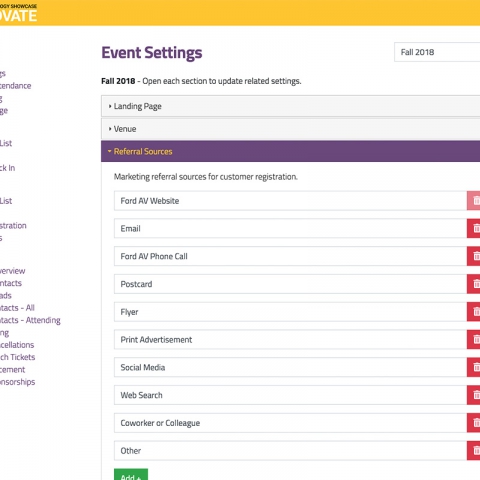 OGY SHOWCASE
OVATE
Event Settings
Fall 2018
Fall 2018 - Open each section to update related settings.
Landing Page
Venue
Referral Sources
Marketing referral sources for customer registration.
Ford AV Website
Email
Ford AV Phone Call
Postcard
Flyer
Print Advertisement
Social Media
Web Search
Coworker or Colleague
Other
Add +
gs
tendance
g
ge
List
ck In
List
stration
s
verview
ntacts
ads
tacts - All
tacts - Attending
ng
cellations
ch Tickets
cement
onsorships